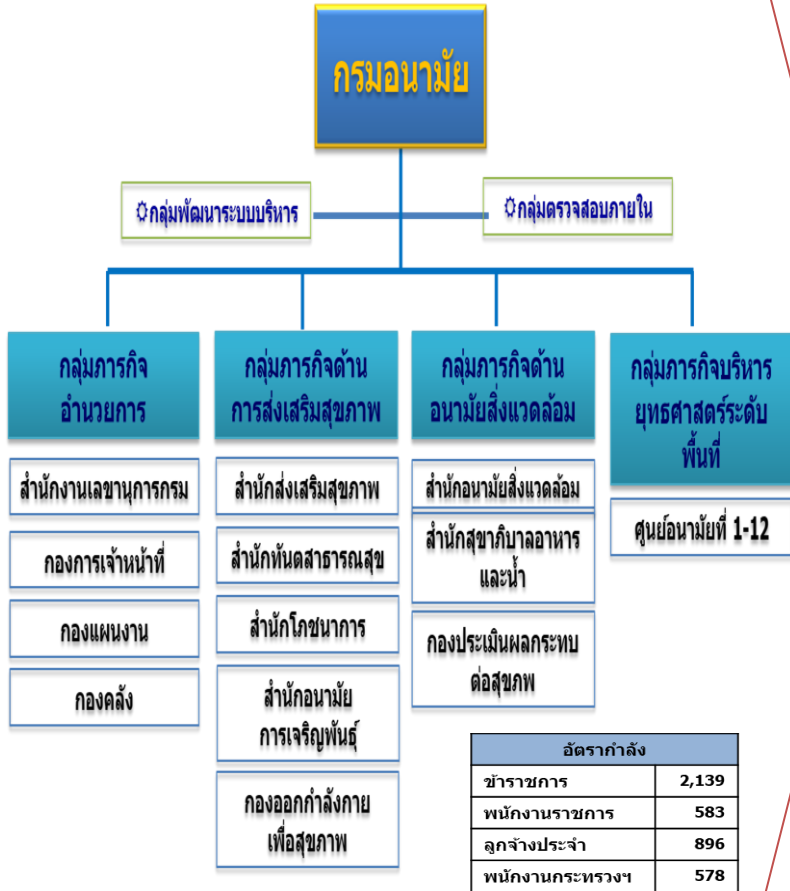 กรมอนามัย
กลุ่มพัฒนาระบบบริหาร
กลุ่มตรวจสอบภายใน
กลุ่มภารกิจ
อำนวยการ
สำนักงานเลขานุการกรม
กองการเจ้าหน้าที่
กองแผนงาน
กองคลัง
กลุ่มภารกิจด้าน
การส่งเสริมสุขภาพ
สำนักส่งเสริมสุขภาพ
สำนักทันตสาธารณสุข
สำนักโภชนาการ
สำนักอนามัย
การเจริญพันธุ์
กองออกกำลังกาย
เพื่อสุขภาพ
กลุ่มภารกิจด้าน
อนามัยสิ่งแวดล้อม
สำนักอนามัยสิ่งแวดล้อม
สำนักสุขาภิบาลอาหาร
และน้ำ
กองประเมินผลกระทบ
ต่อสุขภพ
กลุ่มภารกิจบริหาร
ยุทธศาสตร์ระดับ
พื้นที่
ศูนย์อนามัยที่ 1-12
อัตรากำลัง
ข้าราชการ 2,139
พนักงานราชการ 583
ลูกจ้างประจำ 896
พนักงานกระทรวงฯ 578